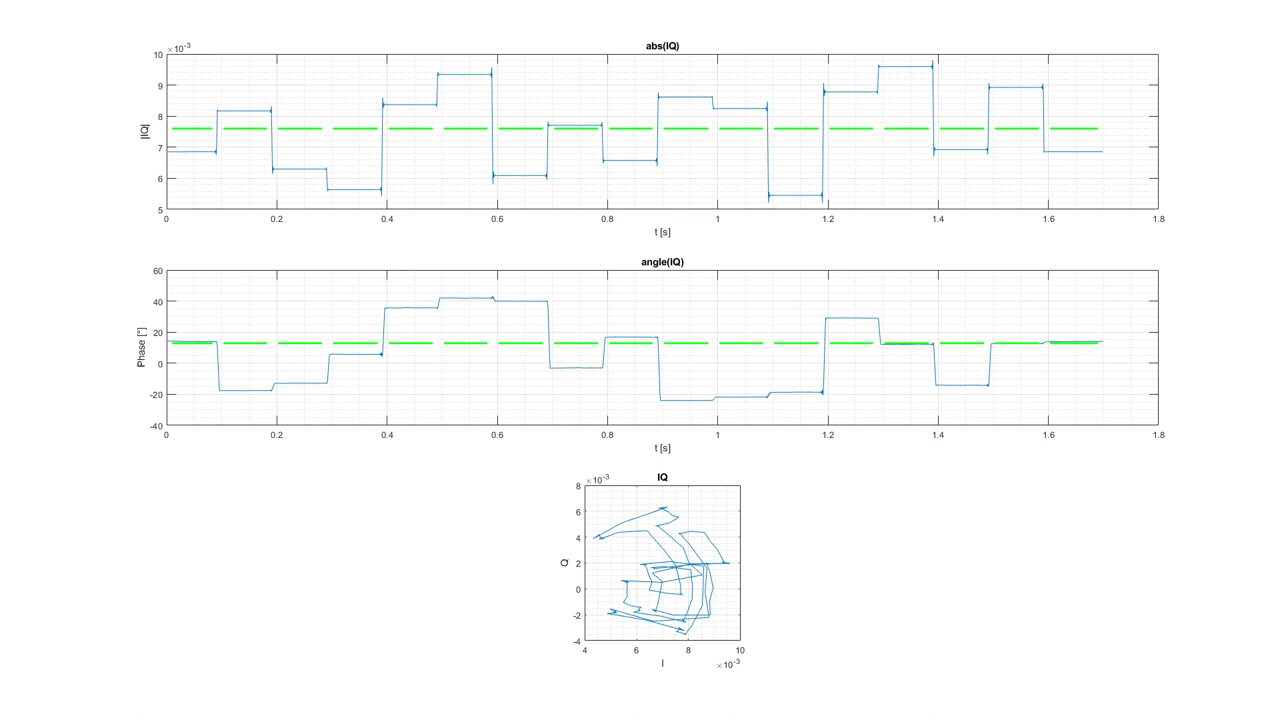 abs(IQ)
×10-3
10
9
8
7
6
5
|IQ|
0 0.2 0.4 0.6 0.8 1 1.2 1.4 1.6 1.8
t [s]
angle(IQ)
60
40
20
0
-20
-40
Phase [°]
0 0.2 0.4 0.6 0.8 1 1.2 1.4 1.6 1.8
t [s]
IQ
×10-3
8
6
4
2
0
-2
-4
Q
4 6 8 10
I
×10-3